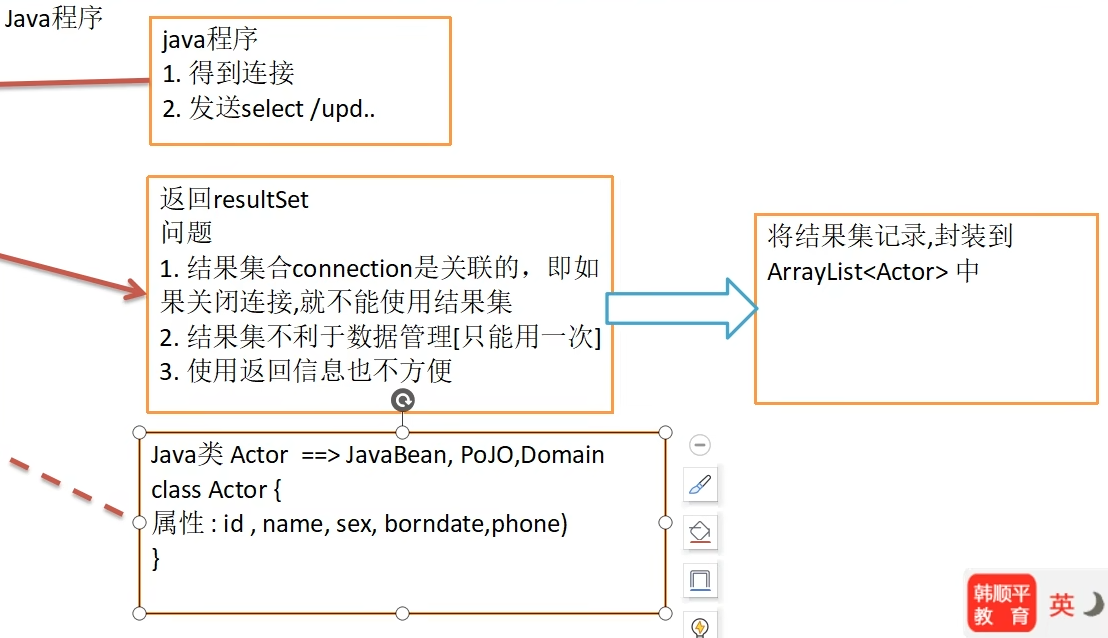 Java程序
java程序
1. 得到连接
2. 发送select /upd..
返回resultSet
问题
1. 结果集合connection是关联的，即如
果关闭连接,就不能使用结果集
2. 结果集不利于数据管理[只能用一次]
3. 使用返回信息也不方便
将结果集记录,封装到
ArrayList<Actor> 中
Java类 Actor ==> JavaBean, PoJO,Domain
class Actor {
属性 : id , name, sex, borndate,phone)
}
韩顺平
教 育
英